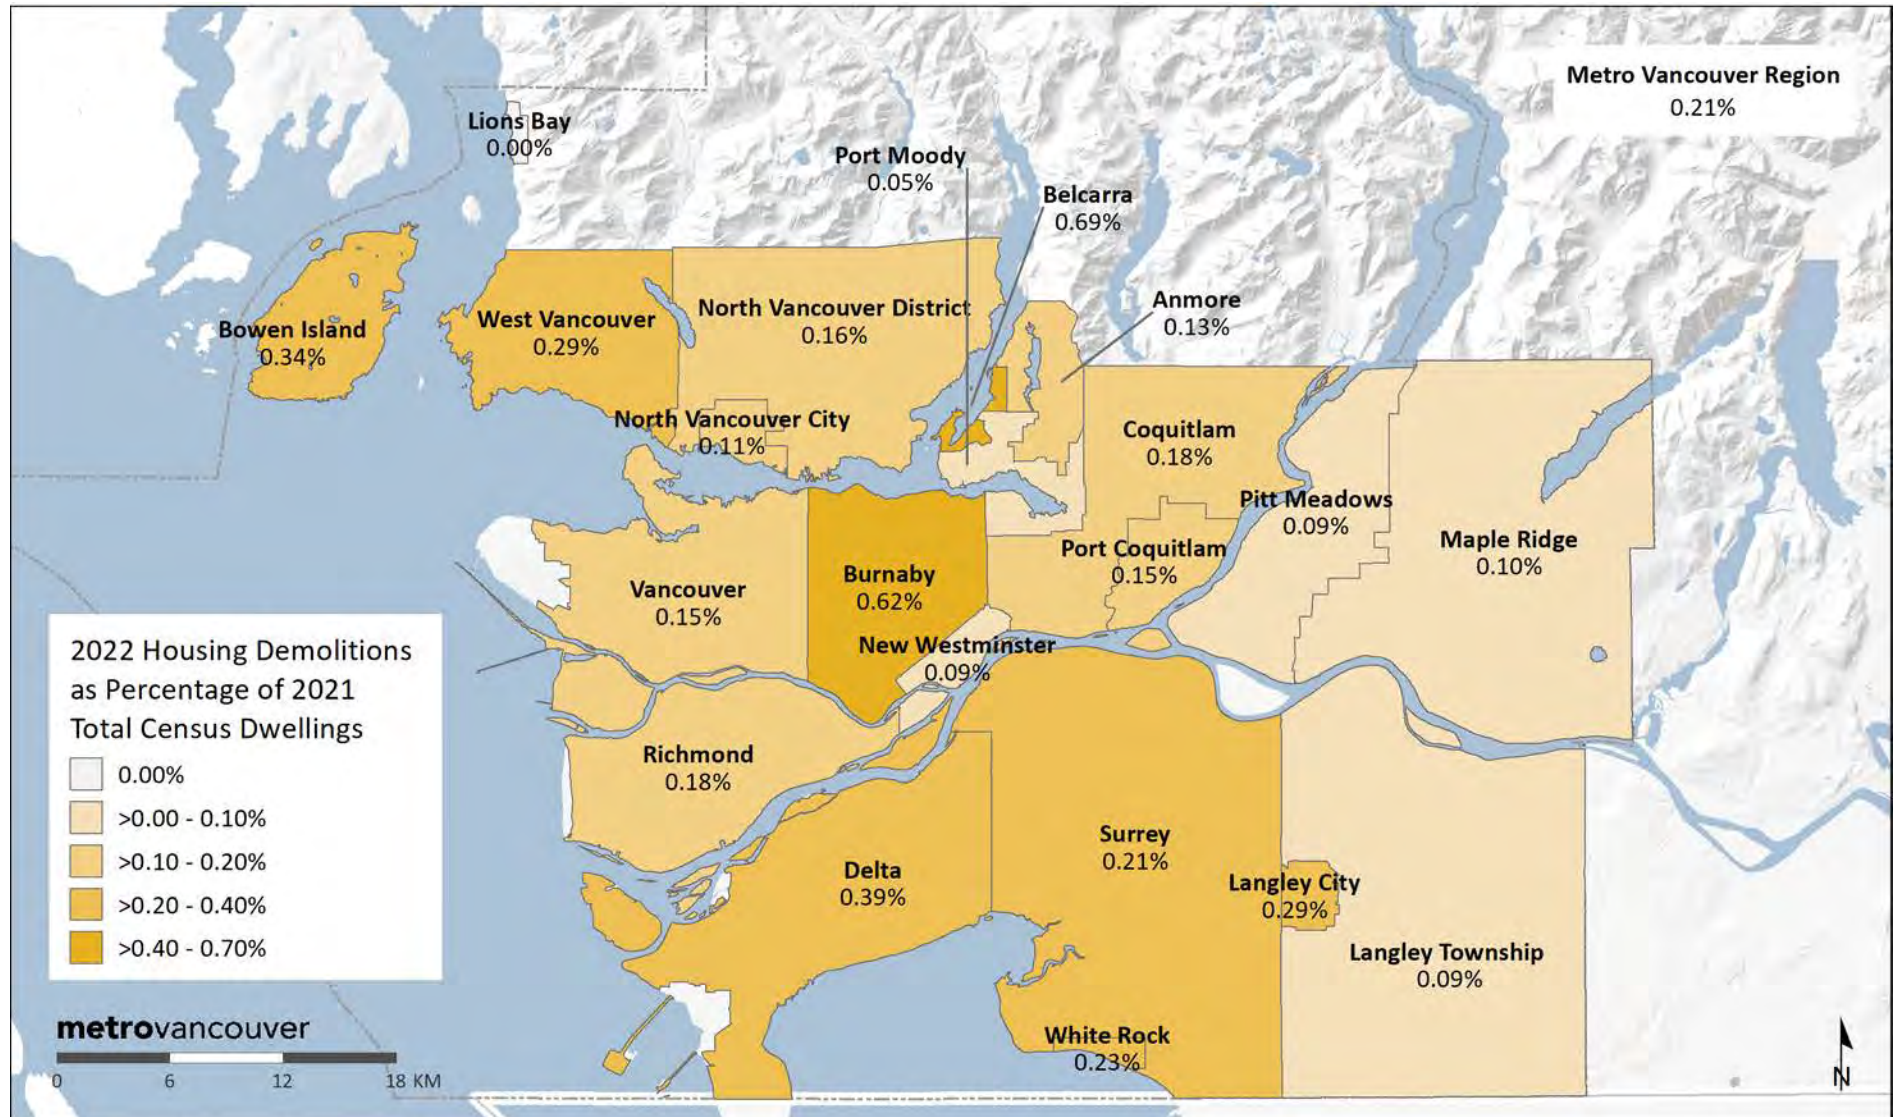 Metro Vancouver Region
0.21%
Lions Bay
0.00%
Port Moody
0.05%
Belcarra
0.69%
Anmore
0.13%
Bowen Island
0.34%
West Vancouver
0.29%
North Vancouver District
0.16%
North Vancouver City
0.11%
Coquitlam
0.18%
Pitt Meadows
0.09%
Maple Ridge
0.10%
Port Coquitlam
0.15%
Vancouver
0.15%
Burnaby
0.62%
New Westminster
0.09%
Richmond
0.18%
Surrey
0.21%
Delta
0.39%
Langley City
0.29%
Langley Township
0.09%
White Rock
0.23%
2022 Housing Demolitions
as Percentage of 2021
Total Census Dwellings
0.00%
>0.00 - 0.10%
>0.10 - 0.20%
>0.20 - 0.40%
>0.40 - 0.70%
metrovancouver
0 6 12 18 KM
N